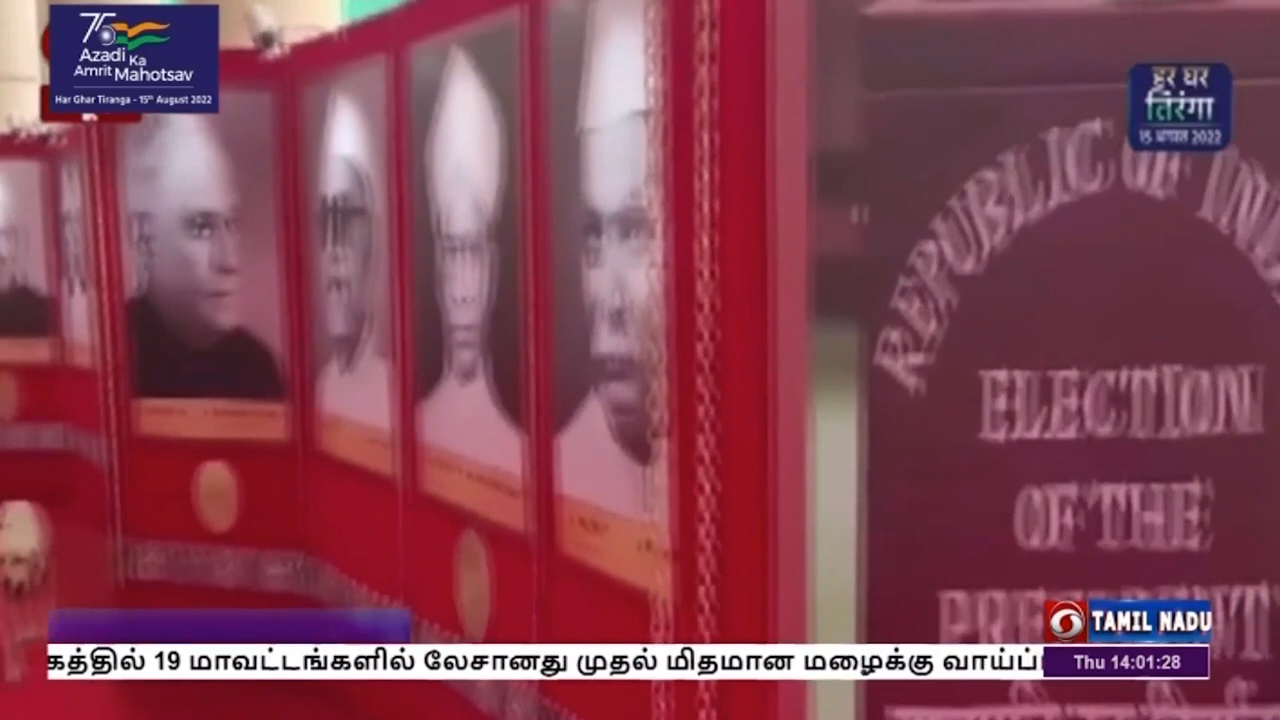 75
Azadi Ka
Amrit Mahotsav
Har Ghar Tiranga - 15th August 2022
हर घर
तिरंगा
15 अगस्त 2022
REPUBLIC OF
ELECTION
OF THE
TAMIL NADU
கத்தில் 19 மாவட்டங்களில் லேசானது முதல் மிதமான மழைக்கு
Thu 14:01:28